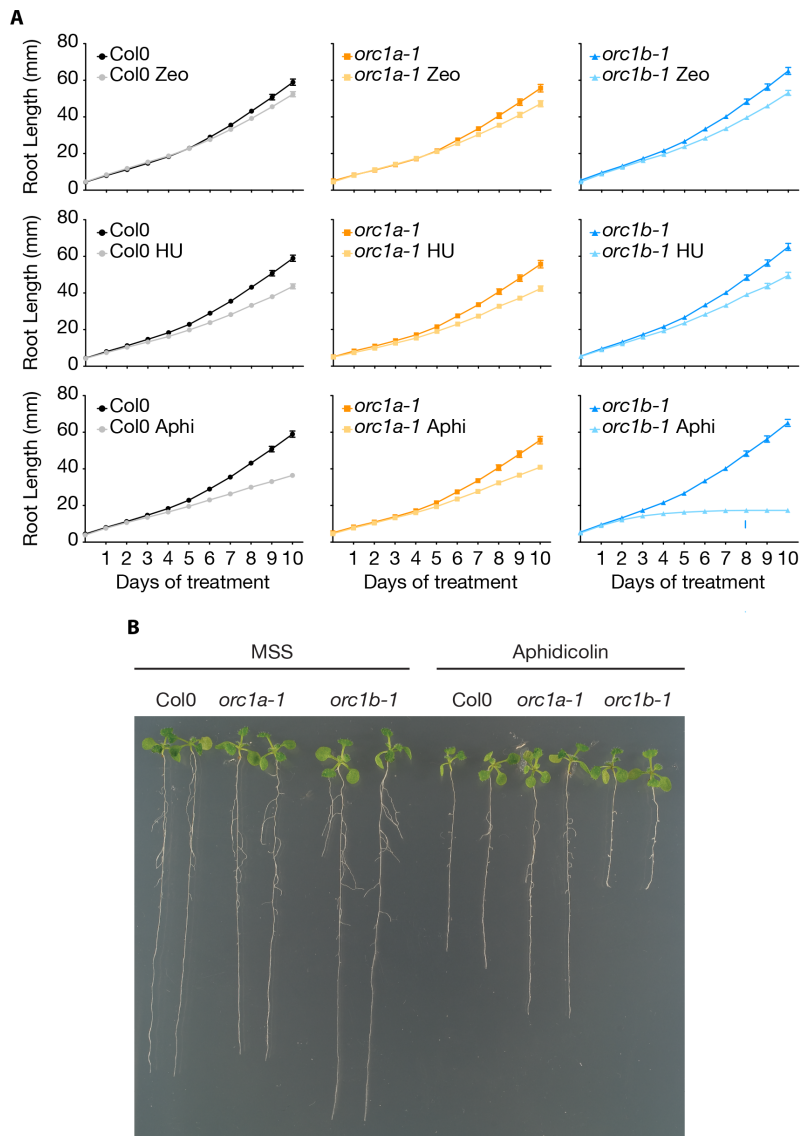 A
Root Length (mm)
80
60
40
20
0
Col0
Col0 Zeo
orc1a-1
orc1a-1 Zeo
orc1b-1
orc1b-1 Zeo
Root Length (mm)
80
60
40
20
0
Col0
Col0 HU
orc1a-1
orc1a-1 HU
orc1b-1
orc1b-1 HU
Root Length (mm)
80
60
40
20
0
Col0
Col0 Aphi
orc1a-1
orc1a-1 Aphi
orc1b-1
orc1b-1 Aphi
1 2 3 4 5 6 7 8 9 10
1 2 3 4 5 6 7 8 9 10
1 2 3 4 5 6 7 8 9 10
Days of treatment
Days of treatment
Days of treatment
B
MSS
Aphidicolin
Col0 orc1a-1 orc1b-1
Col0 orc1a-1 orc1b-1